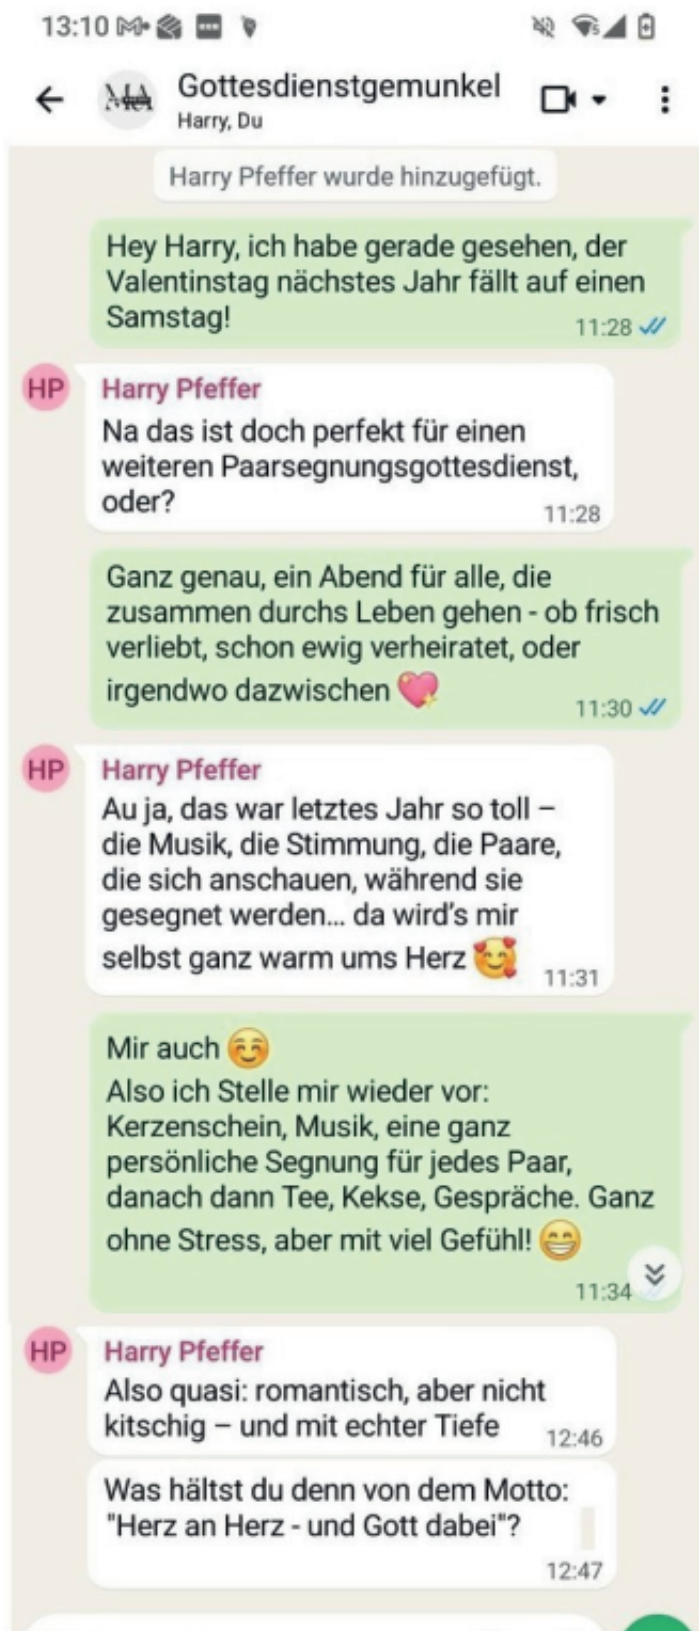 13:10
Gottesdienstgemunkel
Harry, Du
Harry Pfeffer wurde hinzugefügt.
Hey Harry, ich habe gerade gesehen, der
Valentinstag nächstes Jahr fällt auf einen
Samstag!
11:28
HP
Harry Pfeffer
Na das ist doch perfekt für einen
weiteren Paarsegnungsgottesdienst,
oder?
11:28
Ganz genau, ein Abend für alle, die
zusammen durchs Leben gehen - ob frisch
verliebt, schon ewig verheiratet, oder
irgendwo dazwischen 💖
11:30
HP
Harry Pfeffer
Au ja, das war letztes Jahr so toll –
die Musik, die Stimmung, die Paare,
die sich anschauen, während sie
gesegnet werden... da wird's mir
selbst ganz warm ums Herz 🥰
11:31
Mir auch ☺️
Also ich Stelle mir wieder vor:
Kerzenschein, Musik, eine ganz
persönliche Segnung für jedes Paar,
danach dann Tee, Kekse, Gespräche. Ganz
ohne Stress, aber mit viel Gefühl! 😁
11:34
HP
Harry Pfeffer
Also quasi: romantisch, aber nicht
kitschig – und mit echter Tiefe
12:46
Was hältst du denn von dem Motto:
"Herz an Herz - und Gott dabei"?
12:47